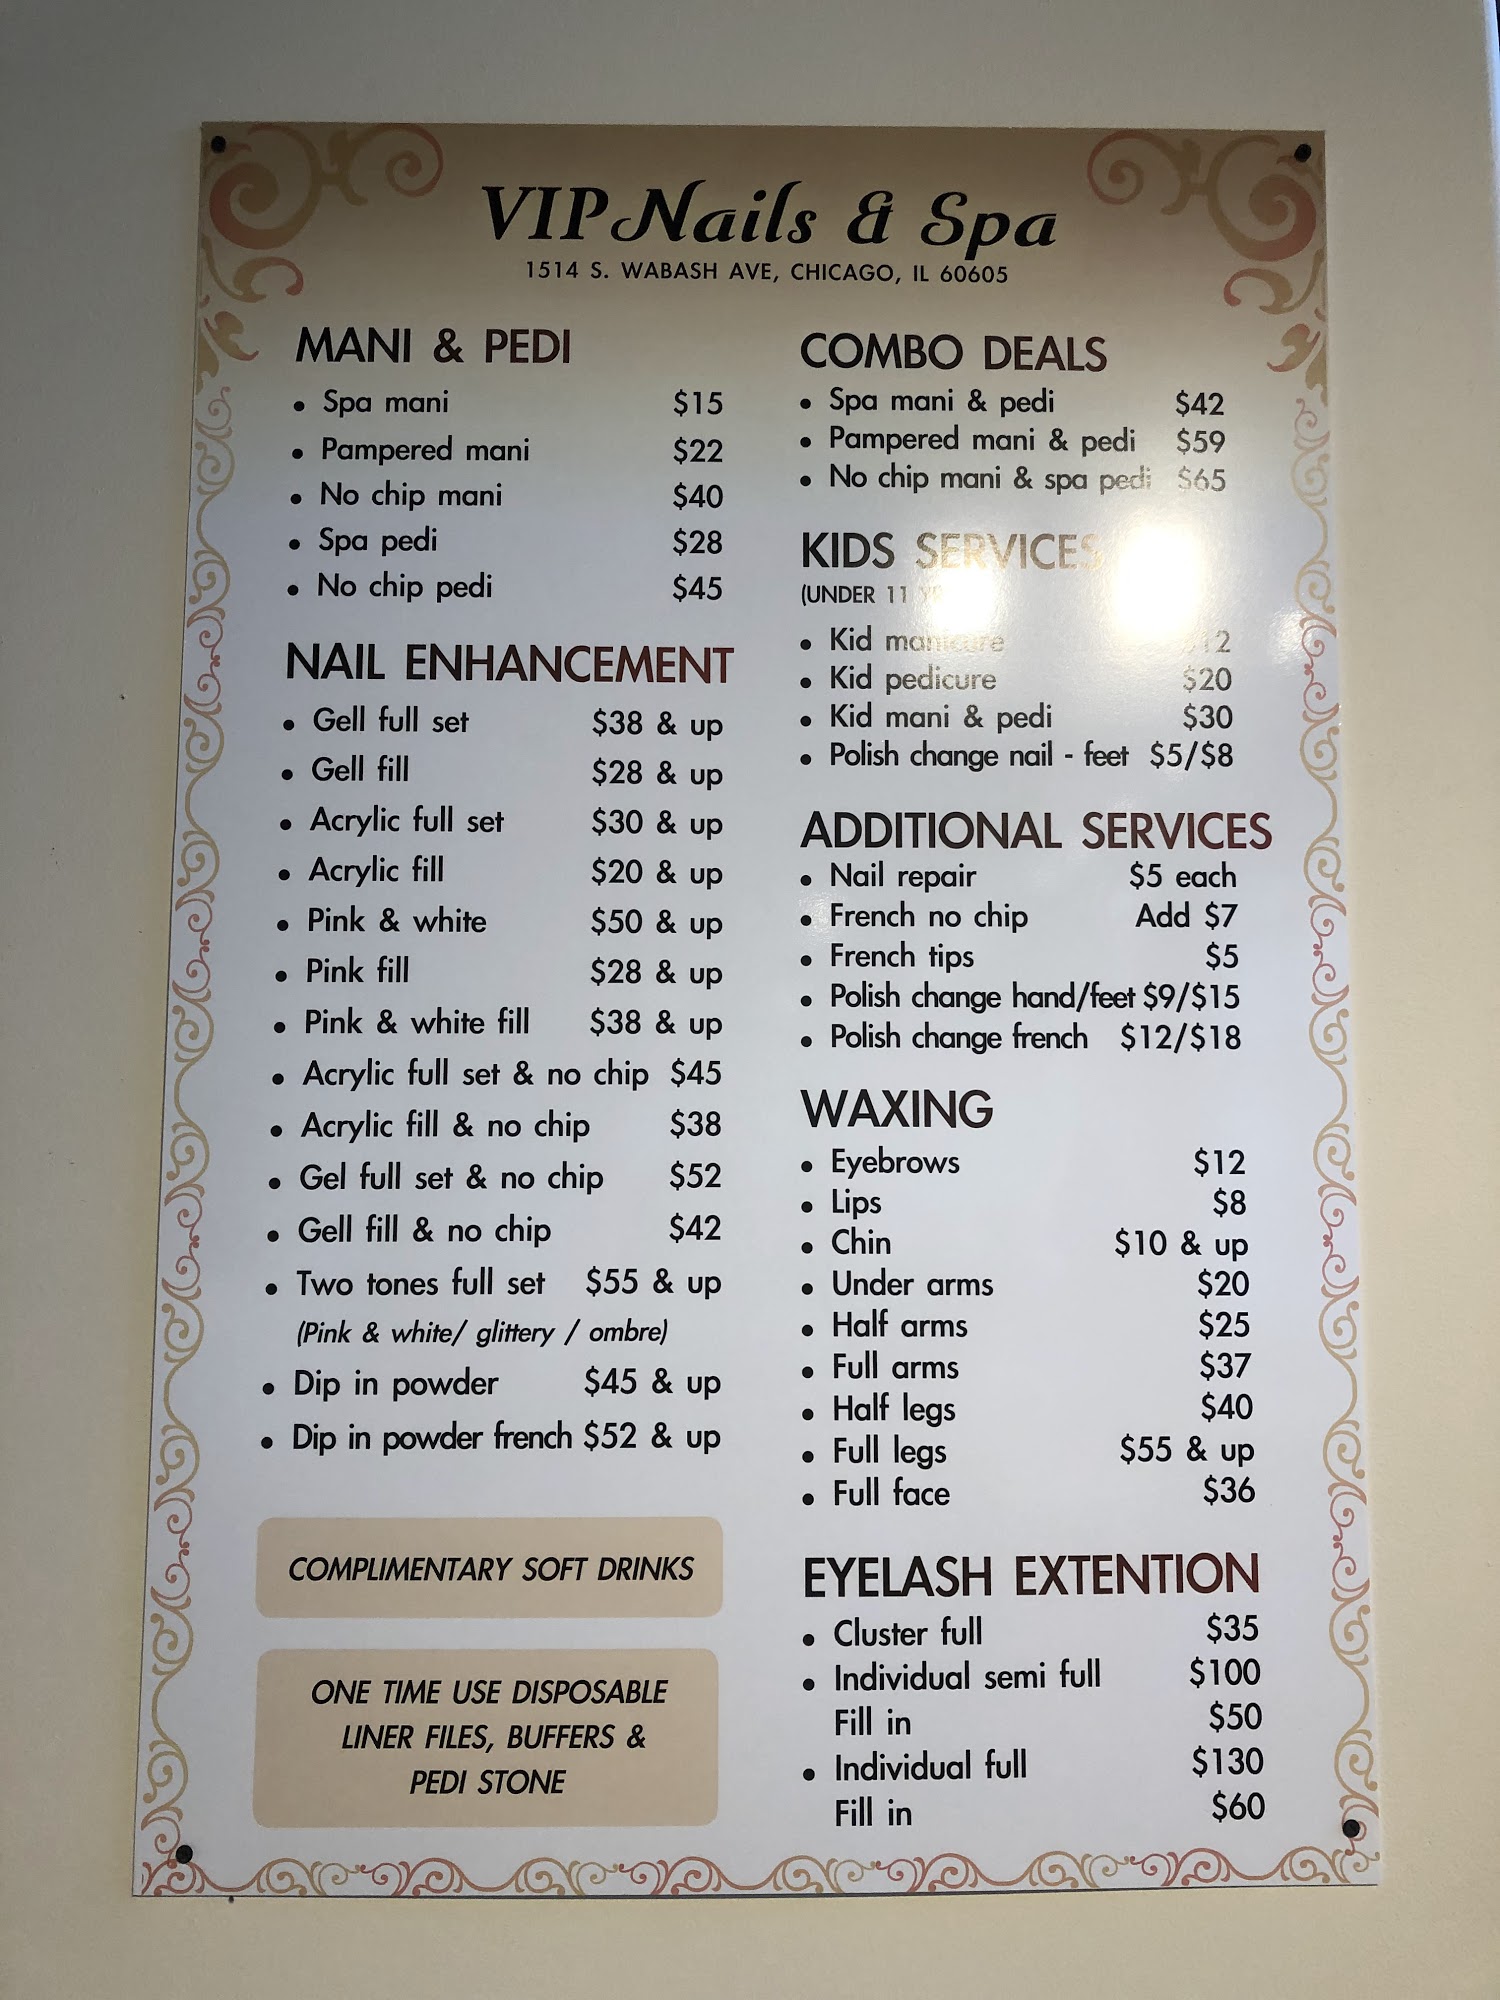 VIP Nails & Spa
1514 S. WABASH AVE, CHICAGO, IL 60605
MANI & PEDI
• Spa mani $15
• Pampered mani $22
• No chip mani $40
• Spa pedi $28
• No chip pedi $45
NAIL ENHANCEMENT
• Gell full set $38 & up
• Gell fill $28 & up
• Acrylic full set $30 & up
• Acrylic fill $20 & up
• Pink & white $50 & up
• Pink fill $28 & up
• Pink & white fill $38 & up
• Acrylic full set & no chip $45
• Acrylic fill & no chip $38
• Gel full set & no chip $52
• Gell fill & no chip $42
• Two tones full set $55 & up
(Pink & white/ glittery / ombre)
• Dip in powder $45 & up
• Dip in powder french $52 & up
COMPLIMENTARY SOFT DRINKS
ONE TIME USE DISPOSABLE
LINER FILES, BUFFERS &
PEDI STONE
COMBO DEALS
• Spa mani & pedi $42
• Pampered mani & pedi $59
• No chip mani & spa pedi $65
KIDS SERVICES
(UNDER 11
• Kid manicure
• Kid pedicure $20
• Kid mani & pedi $30
• Polish change nail - feet $5/$8
ADDITIONAL SERVICES
• Nail repair $5 each
• French no chip Add $7
• French tips $5
• Polish change hand/feet $9/$15
• Polish change french $12/$18
WAXING
• Eyebrows $12
• Lips $8
• Chin $10 & up
• Under arms $20
• Half arms $25
• Full arms $37
• Half legs $40
• Full legs $55 & up
• Full face $36
EYELASH EXTENTION
• Cluster full $35
• Individual semi full $100
Fill in $50
• Individual full $130
Fill in $60